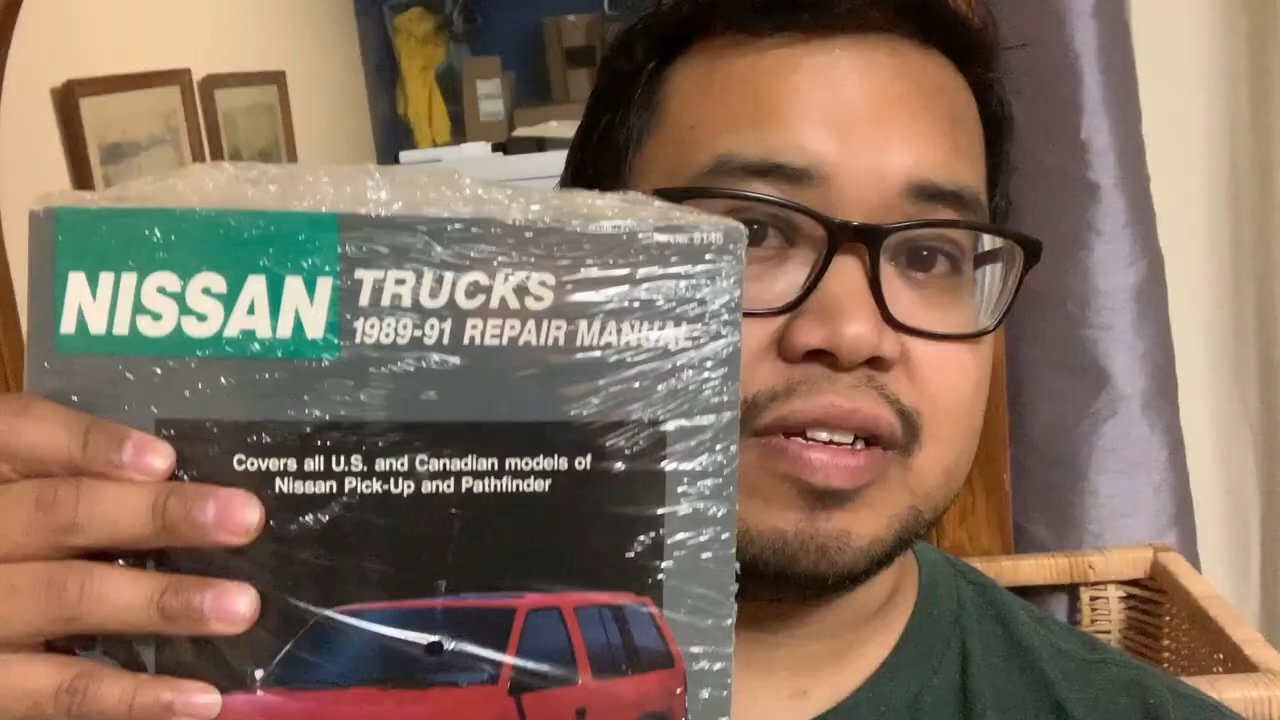 NISSAN
TRUCKS
1989-91 REPAIR MANUAL
Covers all U.S. and Canadian models of
Nissan Pick-Up and Pathfinder